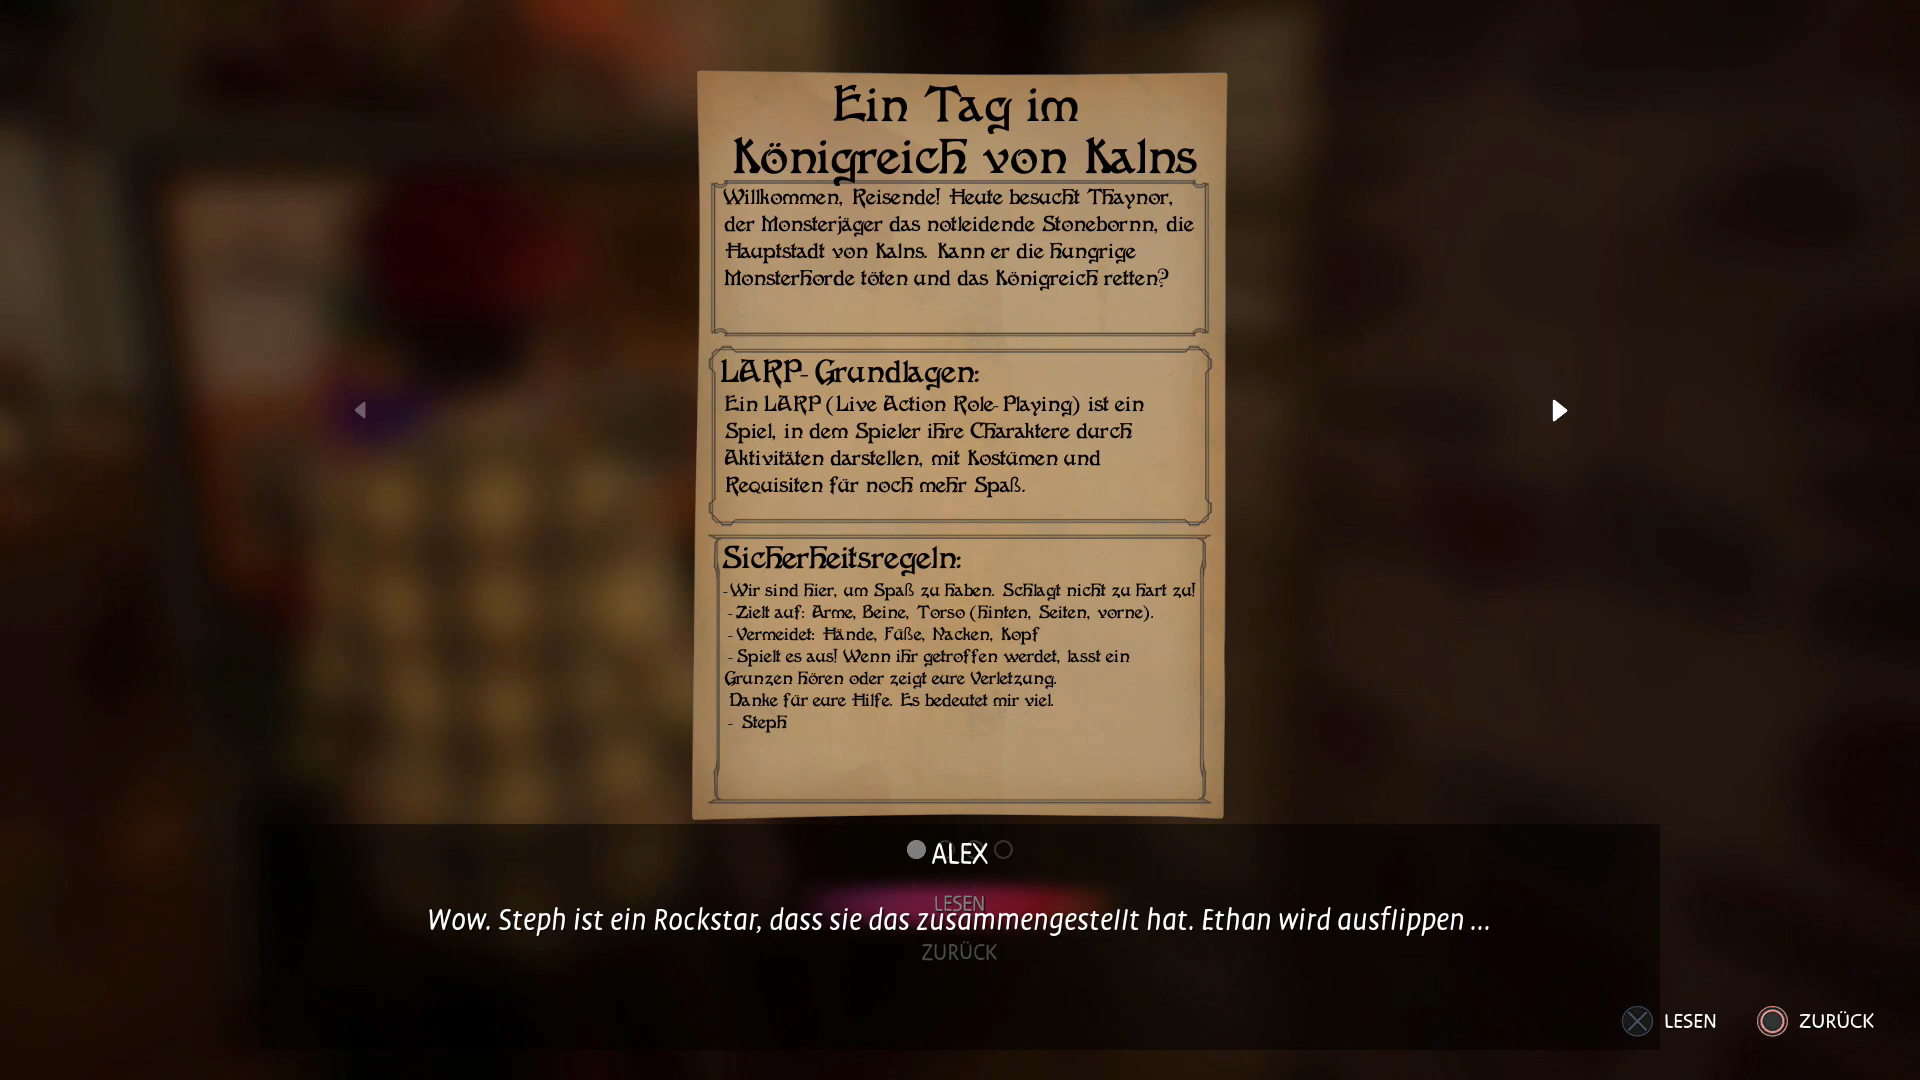 Ein Tag im
Königreich von Kalns
Willkommen, Reisende! Heute besucht Thaynor,
der Monsterjäger das notleidende Stonebornn, die
Hauptstadt von Kalns. Kann er die hungrige
Monsterhorde töten und das Königreich retten?
LARP-Grundlagen:
Ein LARP (Live Action Role-Playing) ist ein
Spiel, in dem Spieler ihre Charaktere durch
Aktivitäten darstellen, mit Kostümen und
Requisiten für noch mehr Spaß.
Sicherheitsregeln:
-Wir sind hier, um Spaß zu haben. Schlagt nicht zu hart zu!
- Zielt auf: Arme, Beine, Torso (hinten, Seiten, vorne).
- Vermeidet: Hände, Füße, Nacken, Kopf
- Spielt es aus! Wenn ihr getroffen werdet, lasst ein
Grunzen hören oder zeigt eure Verletzung.
Danke für eure Hilfe. Es bedeutet mir viel.
- Steph
ALEX
LESEN
Wow. Steph ist ein Rockstar, dass sie das zusammengestellt hat. Ethan wird ausflippen ...
ZURÜCK
LESEN ZURÜCK